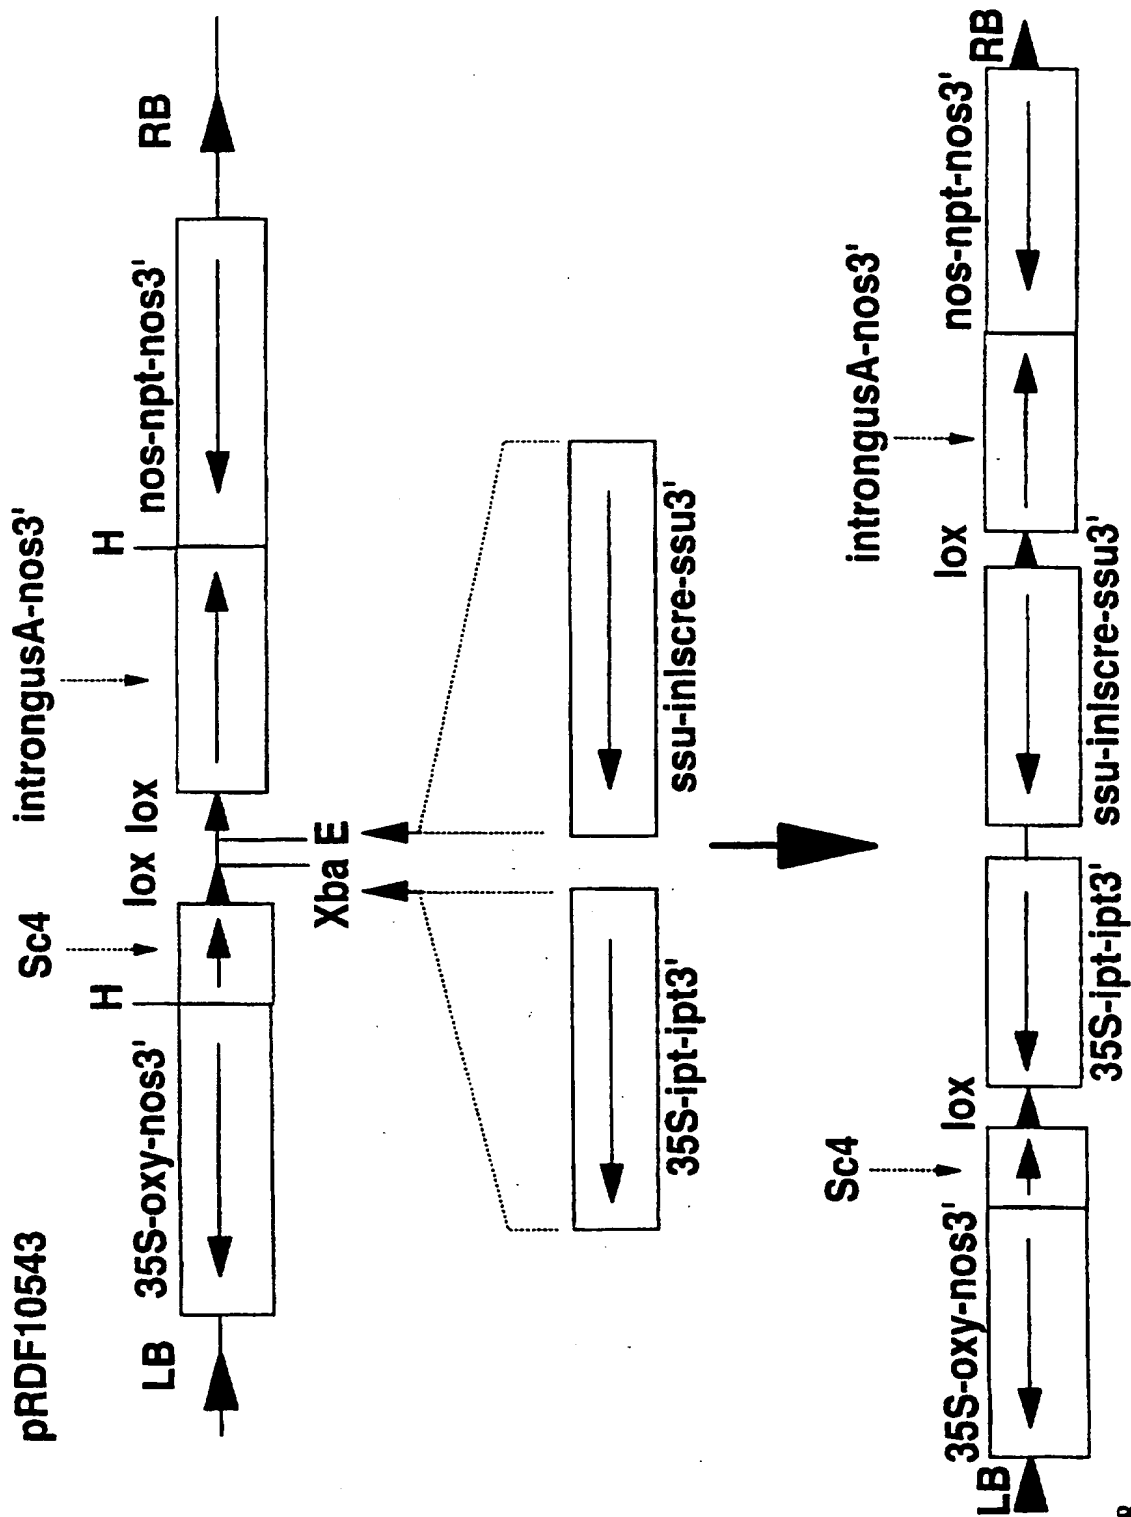 pRDF10543
LB
35S-oxy-nos3'
H
Sc4
lox
lox
introngusA-nos3'
H
nos-npt-nos3'
RB
Xba
E
35S-ipt-ipt3'
ssu-inlscre-ssu3'
LB
35S-oxy-nos3'
Sc4
lox
35S-ipt-ipt3'
ssu-inlscre-ssu3'
lox
introngusA-nos3'
nos-npt-nos3'
RB